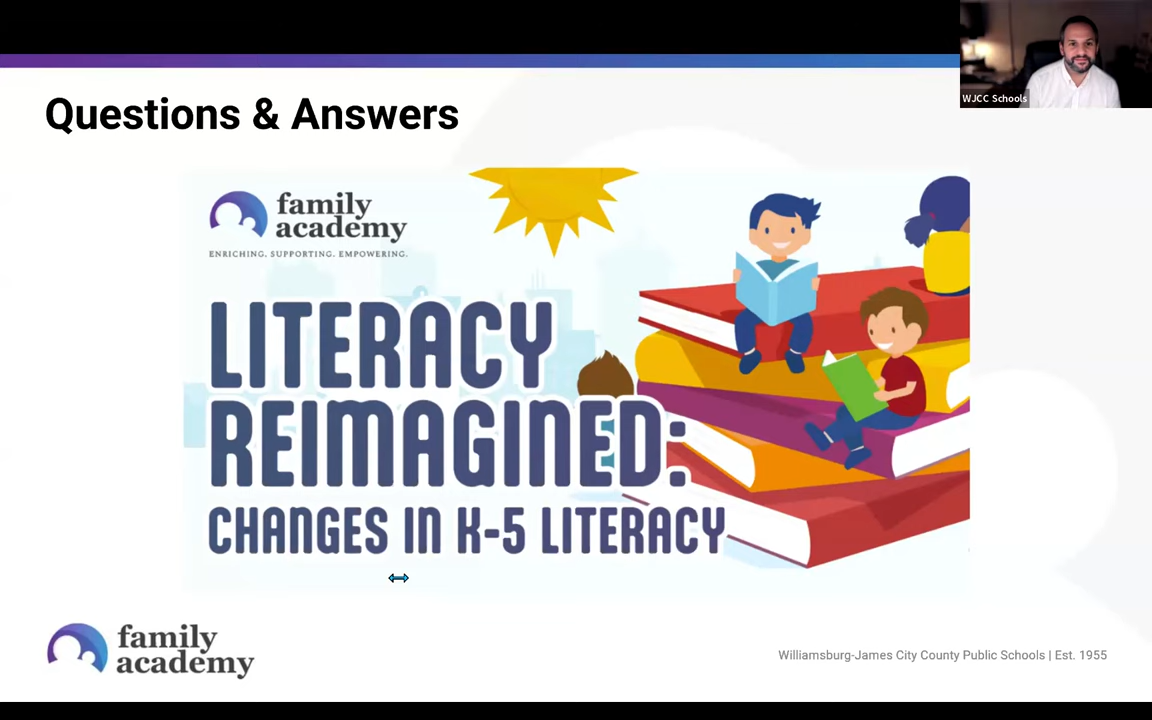 WJCC Schools
Questions & Answers
family
academy
ENRICHING. SUPPORTING. EMPOWERING.
LITERACY
REIMAGINED:
CHANGES IN K-5 LITERACY
family
academy
Williamsburg-James City County Public Schools | Est. 1955